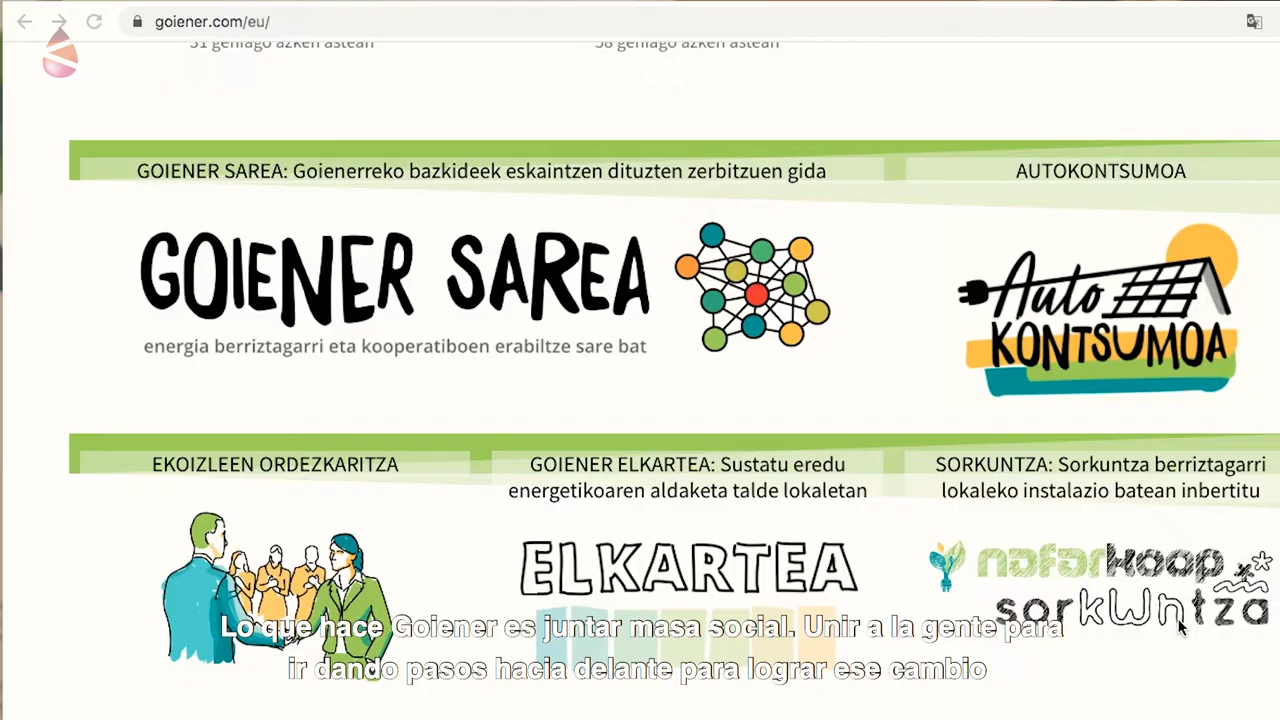 goiener.com/eu/
31 gehiago azken astean
58 gehiago azken astean
GOIENER SAREA: Goienerreko bazkideek eskaintzen dituzten zerbitzuen gida
AUTOKONTSUMOA
GOIENER SAREA
energia berriztagarri eta kooperatiboen erabiltze sare bat
Auto
KONTSUMOA
EKOIZLEEN ORDEZKARITZA
GOIENER ELKARTEA: Sustatu eredu
energetikoaren aldaketa talde lokaletan
SORKUNTZA: Sorkuntza berriztagarri
lokaleko instalazio batean inbertitu
ELKARTEA
nafarkoop
sorkWntza
Lo que hace Goiener es juntar masa social. Unir a la gente para
ir dando pasos hacia delante para lograr ese cambio